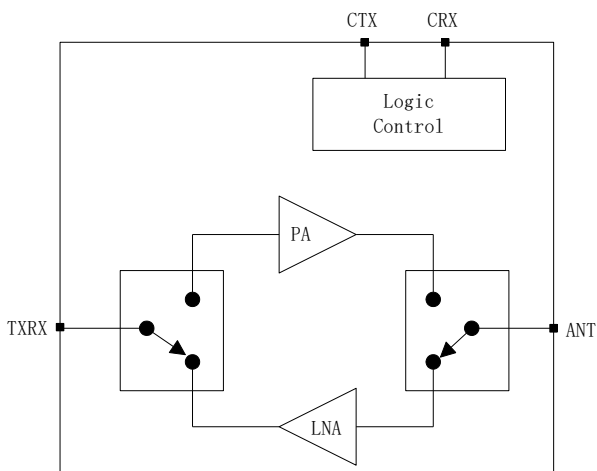 CTX CRX
Logic
Control
PA
TXRX
ANT
LNA